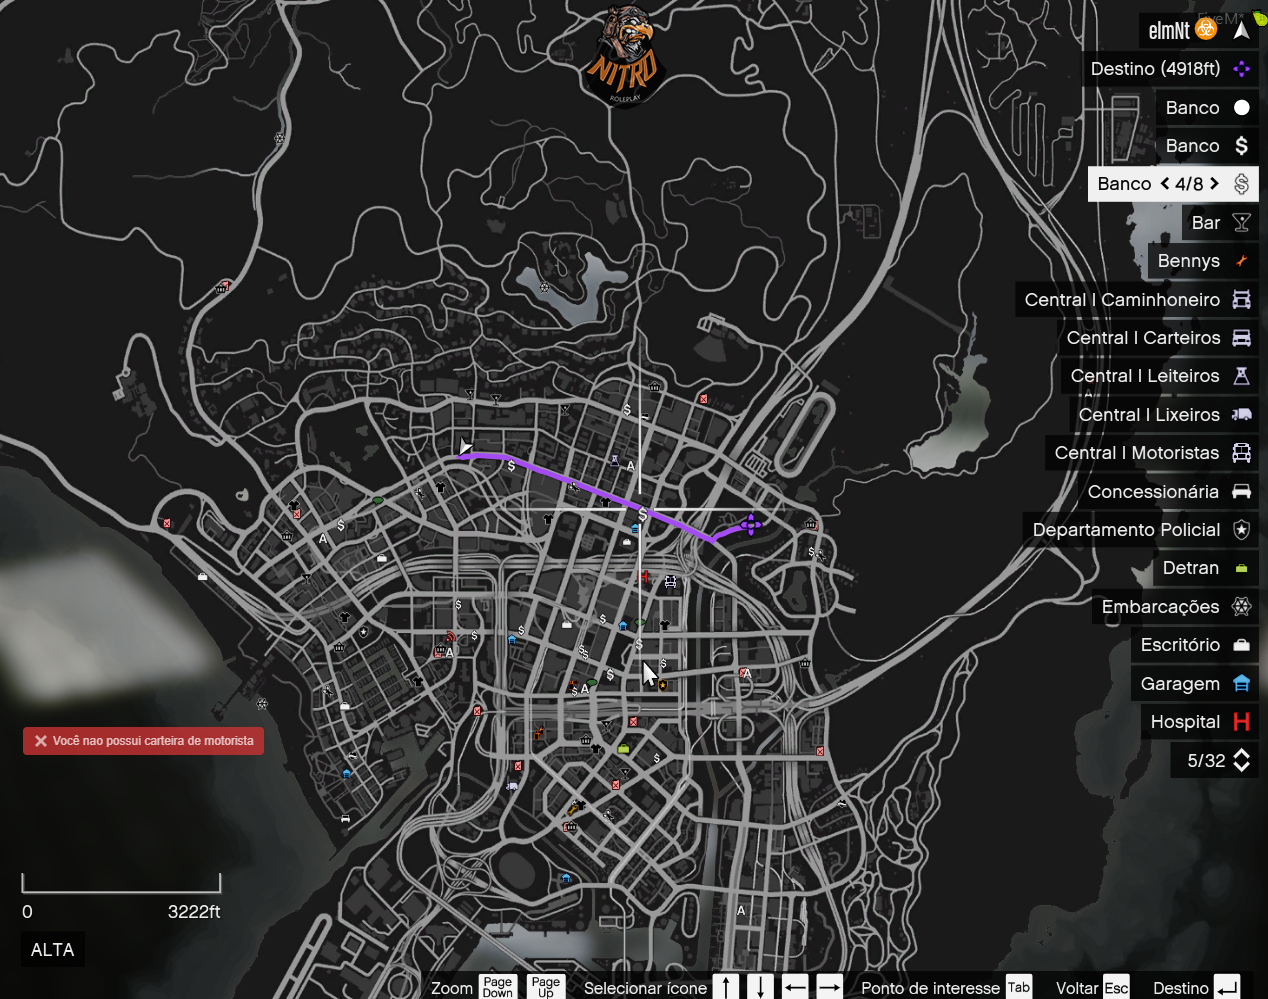 FiveM
NITRO
ROLEPLAY
elmNt
Destino (4918ft)
Banco
Banco
Banco < 4/8 >
Bar
Bennys
Central | Caminhoneiro
Central | Carteiros
Central | Leiteiros
Central | Lixeiros
Central | Motoristas
Concessionária
Departamento Policial
Detran
Embarcações
Escritório
Garagem
Hospital
5/32
Você nao possui carteira de motorista
0 3222ft
ALTA
Zoom Page Down Page Up Selecionar ícone ↑ ↓ ← → Ponto de interesse Tab Voltar Esc Destino